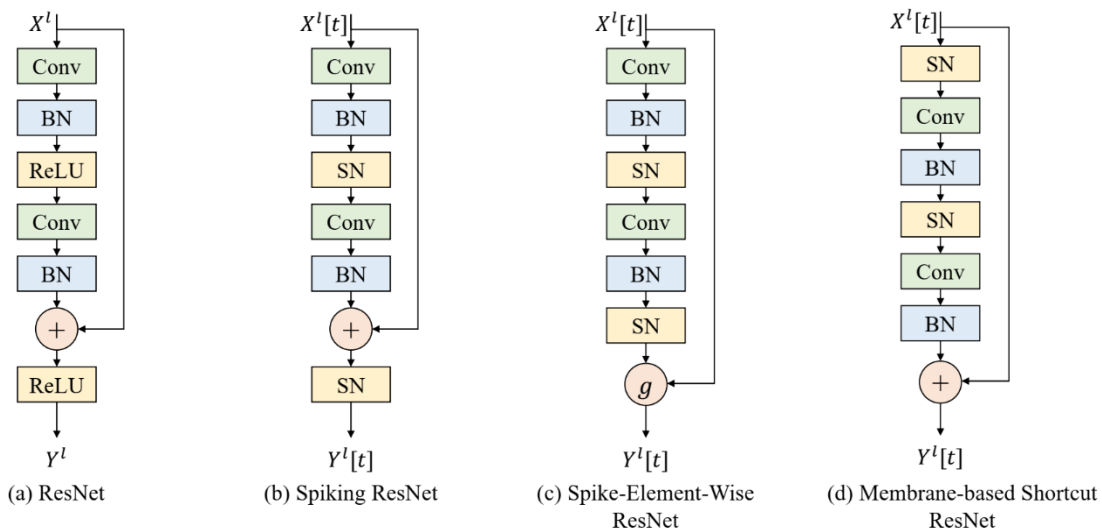 X^l
Conv
BN
ReLU
Conv
BN
+
ReLU
Y^l
(a) ResNet
X^l[t]
Conv
BN
SN
Conv
BN
+
SN
Y^l[t]
(b) Spiking ResNet
X^l[t]
Conv
BN
SN
Conv
BN
SN
g
Y^l[t]
(c) Spike-Element-Wise
ResNet
X^l[t]
SN
Conv
BN
SN
Conv
BN
+
Y^l[t]
(d) Membrane-based Shortcut
ResNet